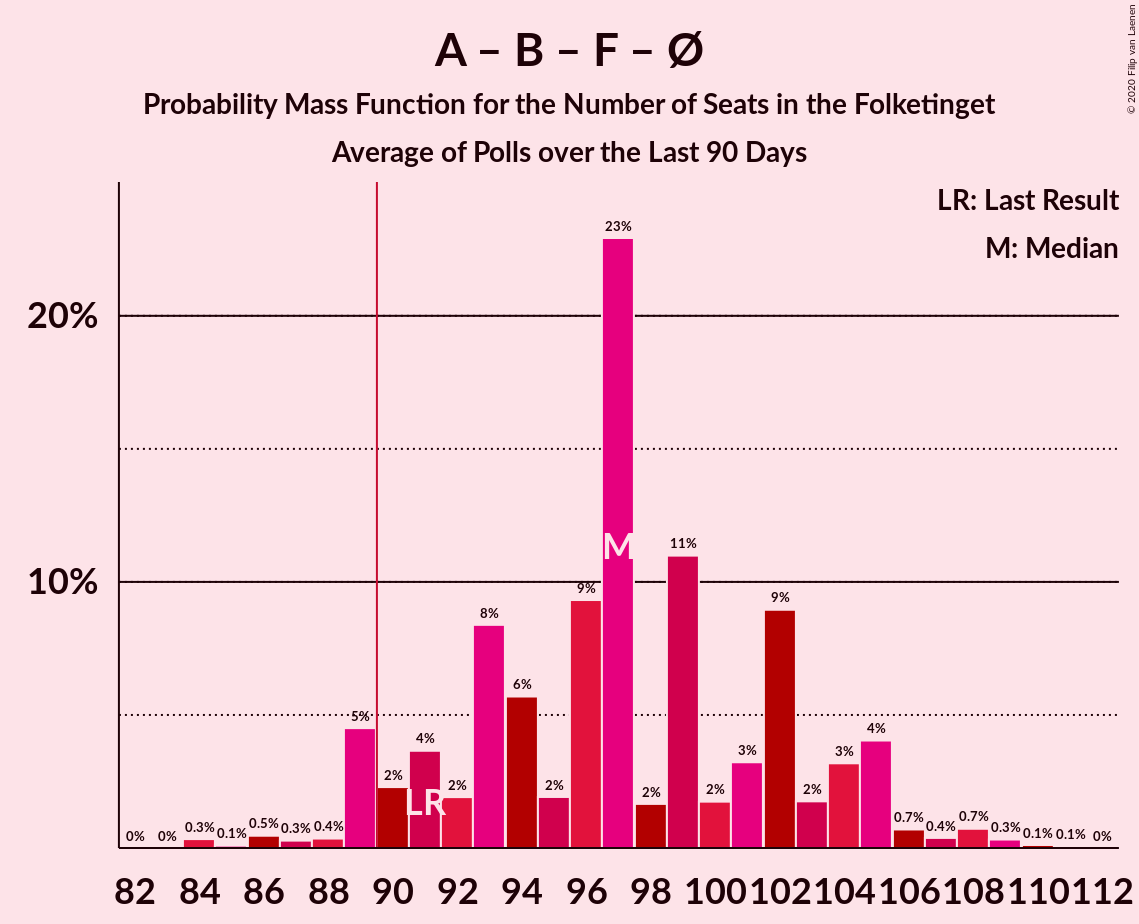 A – B – F – Ø
Probability Mass Function for the Number of Seats in the Folketinget
Average of Polls over the Last 90 Days
© 2020 Filip van Laenen
LR: Last Result
M: Median
20%
10%
0% 0% 0.3% 0.1% 0.5% 0.3% 0.4% 5% 2% 4% 2% 8% 6% 2% 9% 23% 2% 11% 2% 3% 9% 2% 3% 4% 0.7% 0.4% 0.7% 0.3% 0.1% 0.1% 0%
M
LR
82 84 86 88 90 92 94 96 98 100 102 104 106 108 110 112